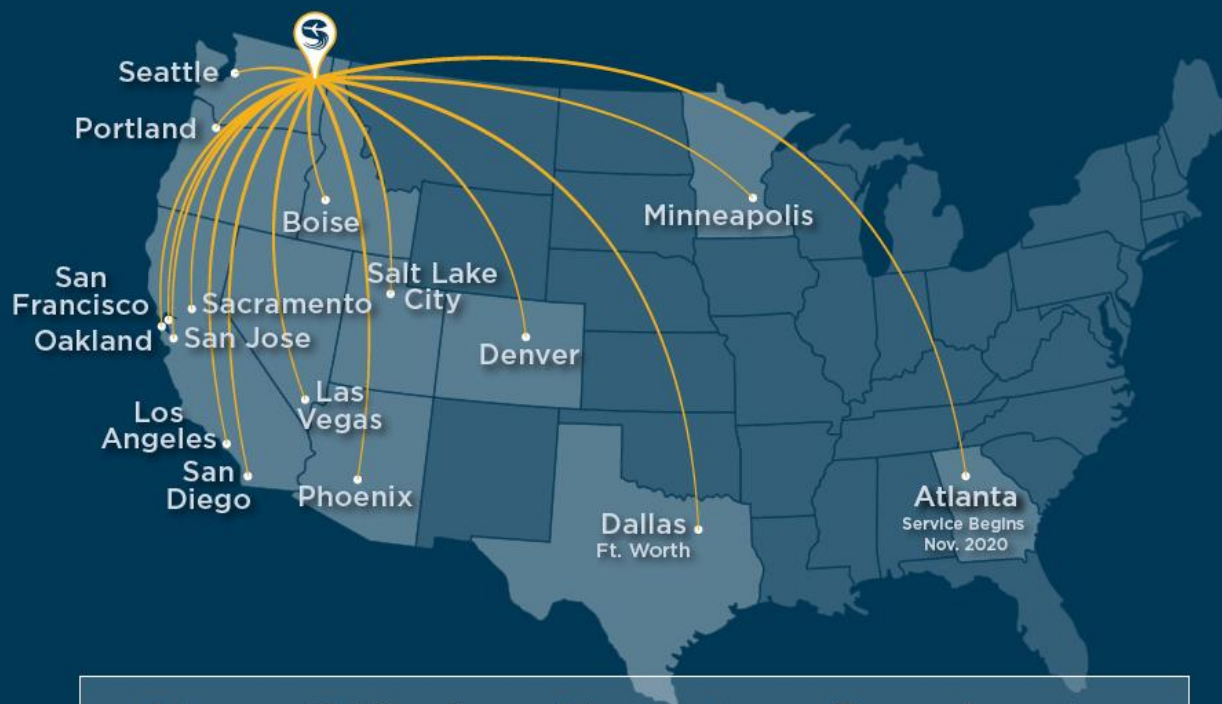 Seattle
Portland
Boise
Minneapolis
San
Francisco
Oakland
Sacramento
San Jose
Salt Lake
City
Denver
Las
Vegas
Los
Angeles
San
Diego
Phoenix
Dallas
Ft. Worth
Atlanta
Service Begins
Nov. 2020